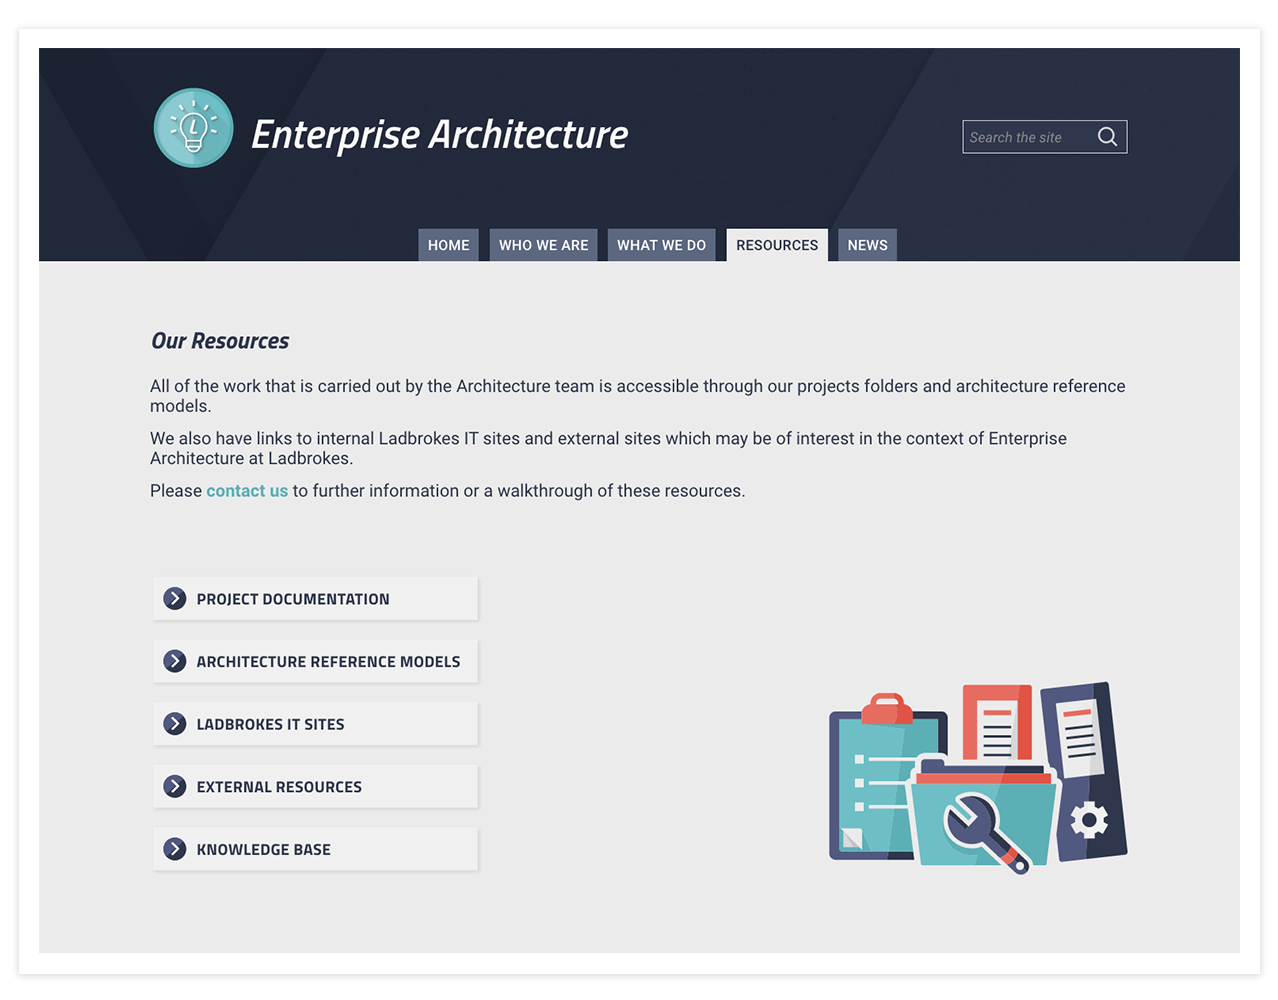 L
Enterprise Architecture
Search the site
HOME
WHO WE ARE
WHAT WE DO
RESOURCES
NEWS
Our Resources
All of the work that is carried out by the Architecture team is accessible through our projects folders and architecture reference
models.
We also have links to internal Ladbrokes IT sites and external sites which may be of interest in the context of Enterprise
Architecture at Ladbrokes.
Please contact us to further information or a walkthrough of these resources.
PROJECT DOCUMENTATION
ARCHITECTURE REFERENCE MODELS
LADBROKES IT SITES
EXTERNAL RESOURCES
KNOWLEDGE BASE